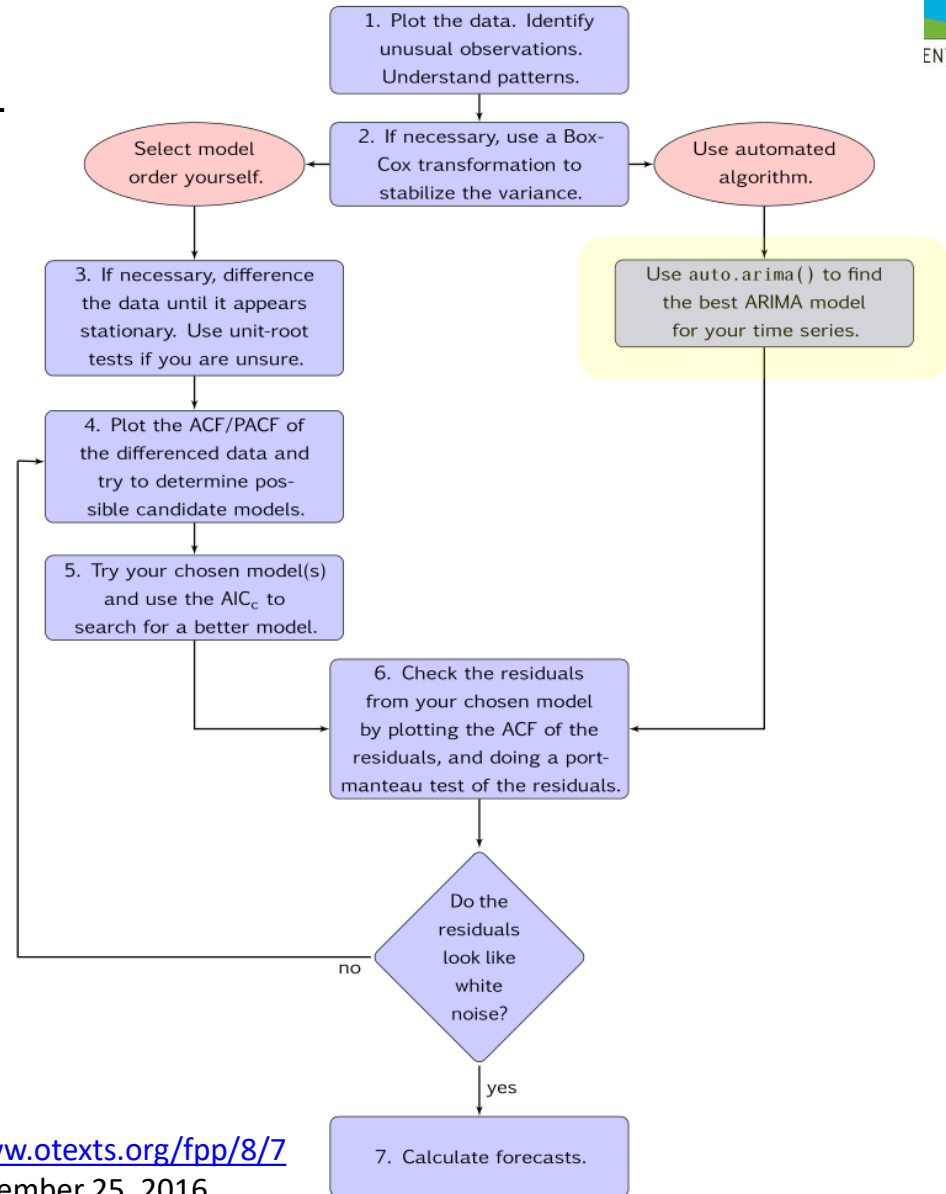 1. Plot the data. Identify
unusual observations.
Understand patterns.
Select model
order yourself.
2. If necessary, use a Box-
Cox transformation to
stabilize the variance.
Use automated
algorithm.
3. If necessary, difference
the data until it appears
stationary. Use unit-root
tests if you are unsure.
Use auto.arima() to find
the best ARIMA model
for your time series.
4. Plot the ACF/PACF of
the differenced data and
try to determine pos-
sible candidate models.
5. Try your chosen model(s)
and use the AICc to
search for a better model.
6. Check the residuals
from your chosen model
by plotting the ACF of the
residuals, and doing a port-
manteau test of the residuals.
Do the
residuals
look like
white
noise?
no
yes
7. Calculate forecasts.
w.otexts.org/fpp/8/7
ember 25, 2016
EN